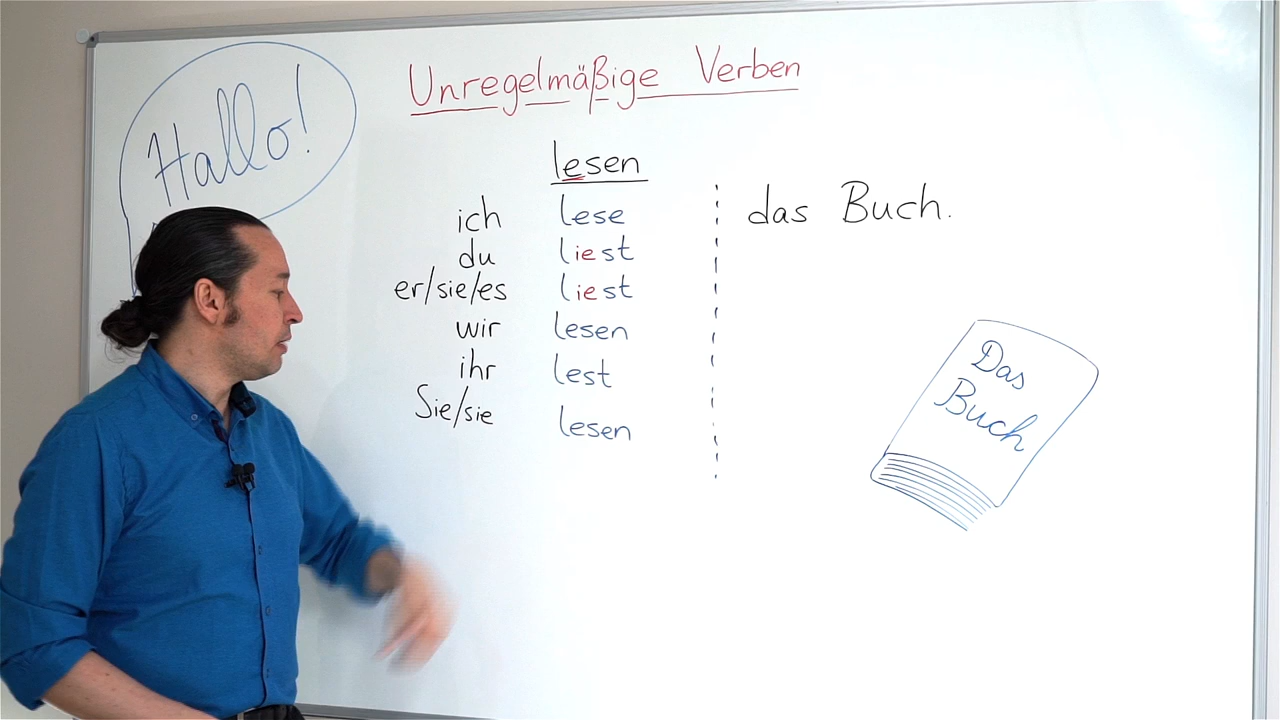 Hallo!
Unregelmäßige Verben
lesen
ich lese das Buch.
du liest
er/sie/es liest
wir lesen
ihr lest
Sie/sie lesen
Das
Buch